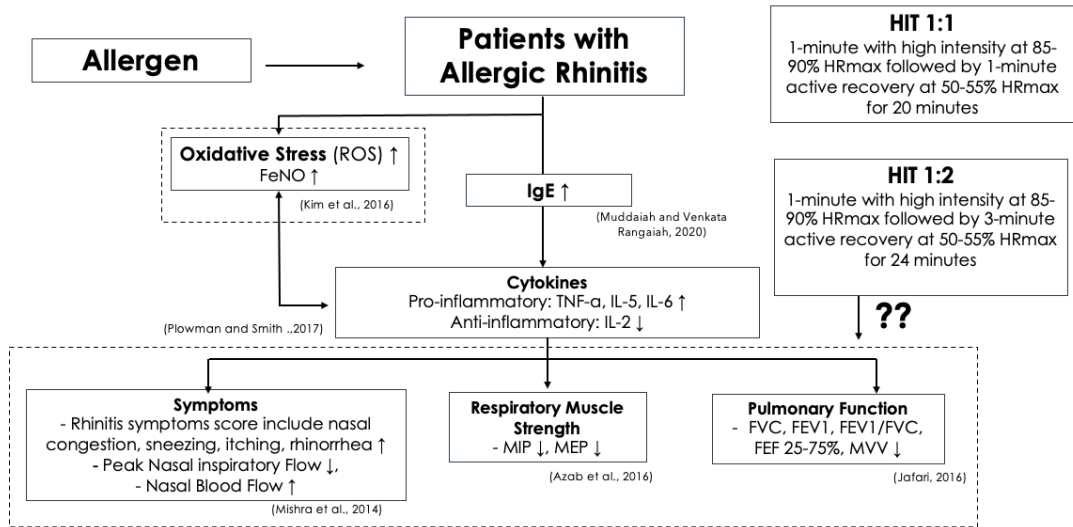 Allergen
Patients with
Allergic Rhinitis
HIT 1:1
1-minute with high intensity at 85-
90% HRmax followed by 1-minute
active recovery at 50-55% HRmax
for 20 minutes
Oxidative Stress (ROS) ↑
FeNO ↑
(Kim et al., 2016)
IgE ↑
(Muddaiah and Venkata
Rangaiah, 2020)
HIT 1:2
1-minute with high intensity at 85-
90% HRmax followed by 3-minute
active recovery at 50-55% HRmax
for 24 minutes
Cytokines
Pro-inflammatory: TNF-a, IL-5, IL-6 ↑
Anti-inflammatory: IL-2 ↓
(Plowman and Smith .,2017)
??
Symptoms
- Rhinitis symptoms score include nasal
congestion, sneezing, itching, rhinorrhea ↑
- Peak Nasal inspiratory Flow ↓,
- Nasal Blood Flow ↑
(Mishra et al., 2014)
Respiratory Muscle
Strength
- MIP ↓, MEP ↓
(Azab et al., 2016)
Pulmonary Function
- FVC, FEV1, FEV1/FVC,
FEF 25-75%, MVV ↓
(Jafari, 2016)